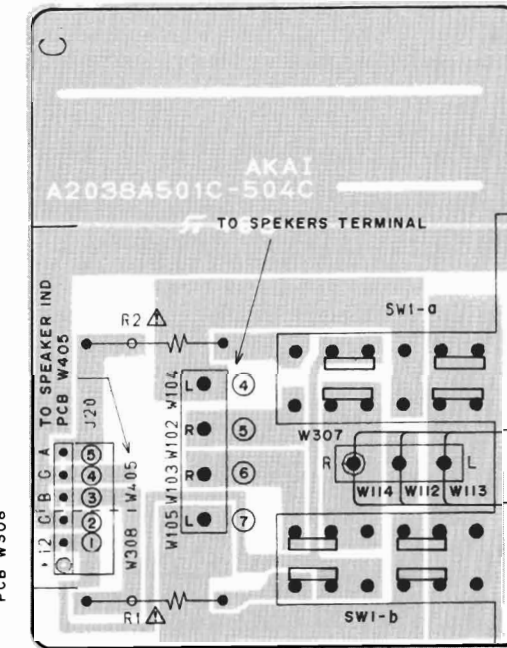 C
AKAI
A2038A501C-504C
TO SPEKERS TERMINAL
TO SPEAKER IND
PCB W405
J20
R2
SW1-a
L W104 4
R W102 5
R W103 6
L W105 7
W307
R L
W114 W112 W113
A 5
G 4
B 3
C 2
12 1
W308
W405
PCB W308
R1
SW1-b